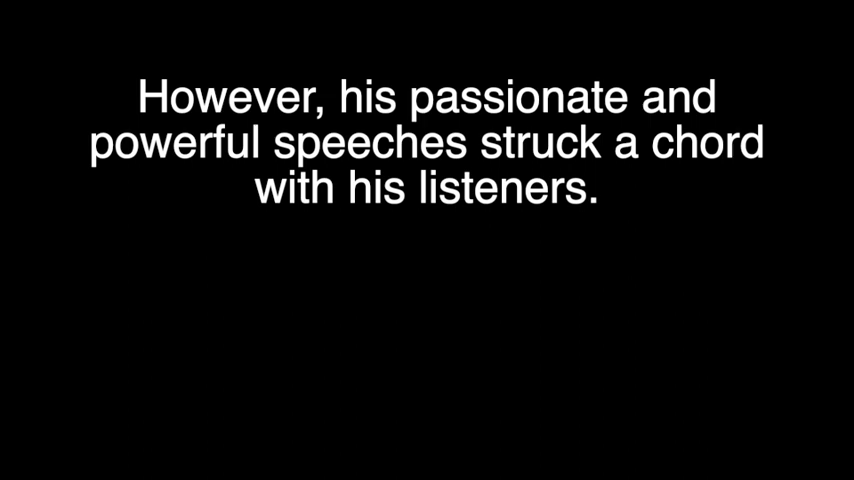 However, his passionate and
powerful speeches struck a chord
with his listeners.